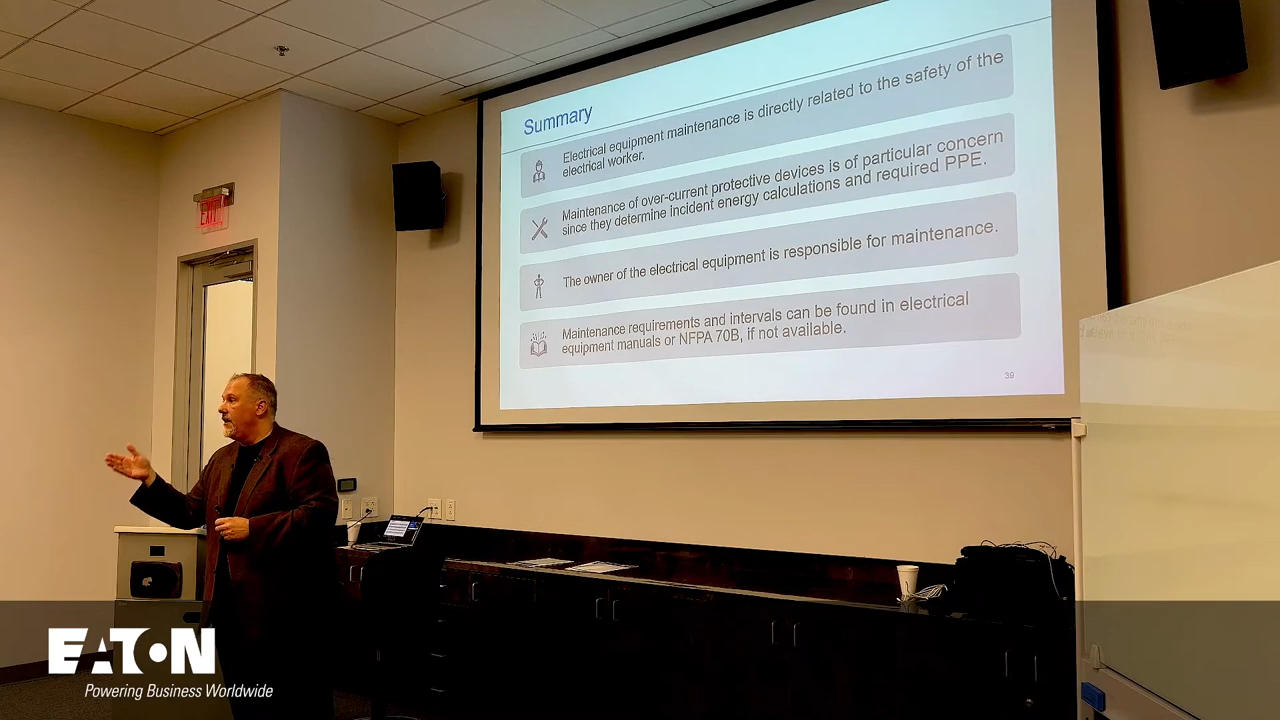 Summary
Electrical equipment maintenance is directly related to the safety of the
electrical worker.
Maintenance of over-current protective devices is of particular concern
since they determine incident energy calculations and required PPE.
The owner of the electrical equipment is responsible for maintenance.
Maintenance requirements and intervals can be found in electrical
equipment manuals or NFPA 70B, if not available.
39
EXIT
EATON
Powering Business Worldwide